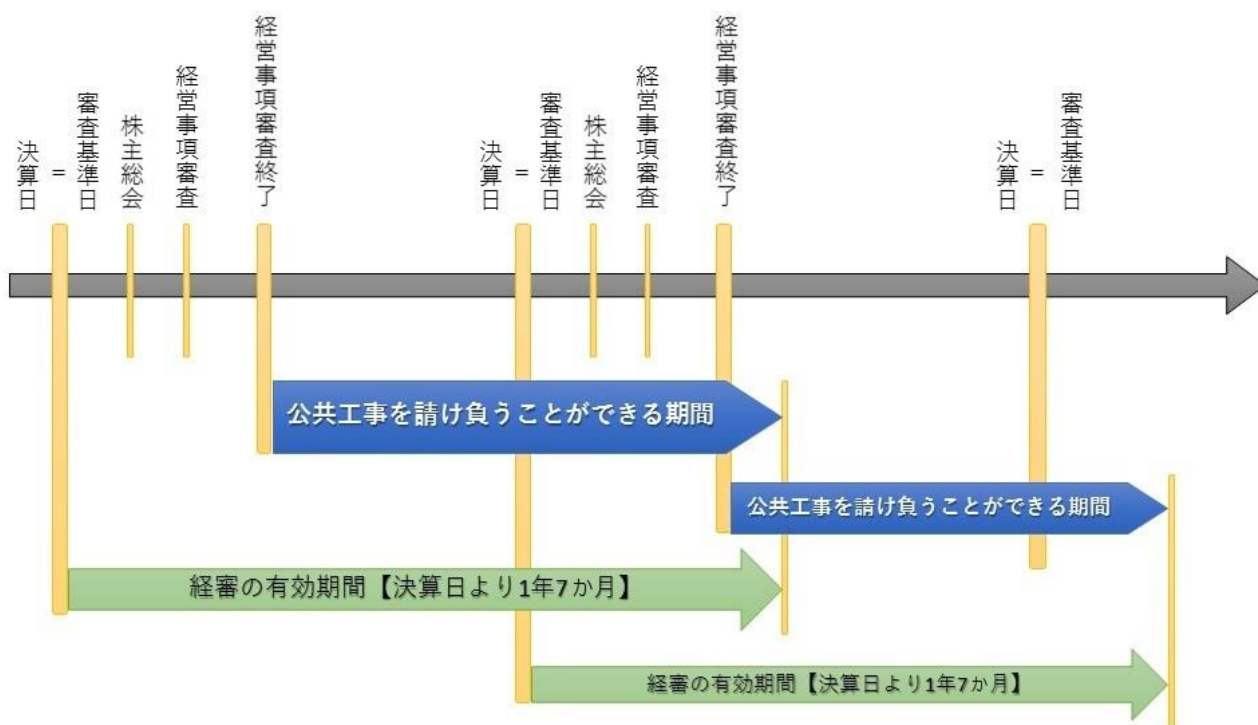 決算日
=
審査基準日
株主総会
経営事項審査
経営事項審査終了
決算日
=
審査基準日
株主総会
経営事項審査
経営事項審査終了
決算日
=
審査基準日
公共工事を請け負うことができる期間
公共工事を請け負うことができる期間
経審の有効期間【決算日より1年7か月】
経審の有効期間【決算日より1年7か月】